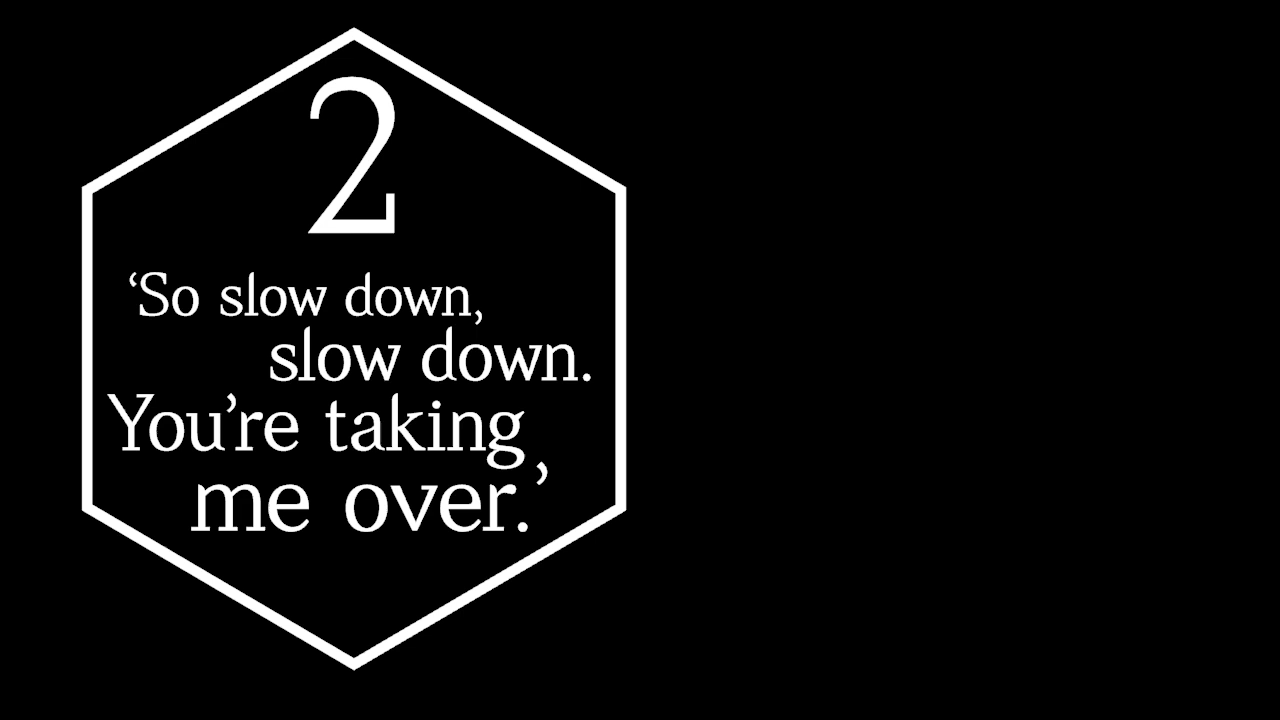 2
‘So slow down,
slow down.
You’re taking
me over.’